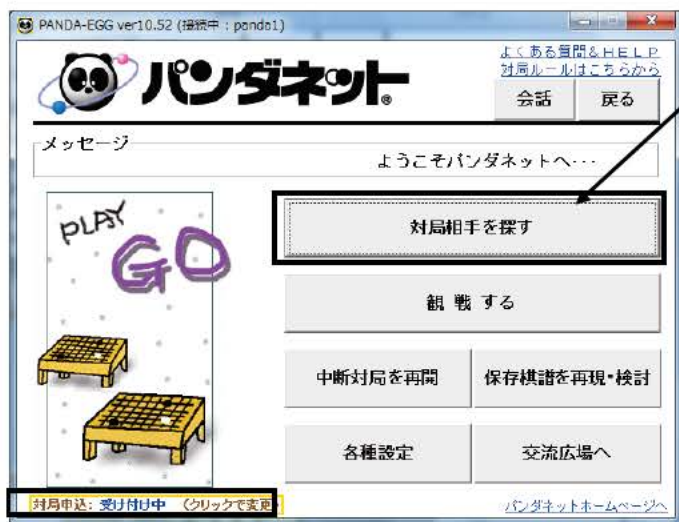 PANDA-EGG ver10.52 (接続中 : panda1)
パンダネット®
よくある質問&HELP
対局ルールはこちらから
会話
戻る
メッセージ
ようこそパンダネットへ・・・
PLAY
GO
対局相手を探す
観 戦 する
中断対局を再開
保存棋譜を再現・検討
各種設定
交流広場へ
対局申込: 受け付け中 (クリックで変更)
パンダネットホームページへ